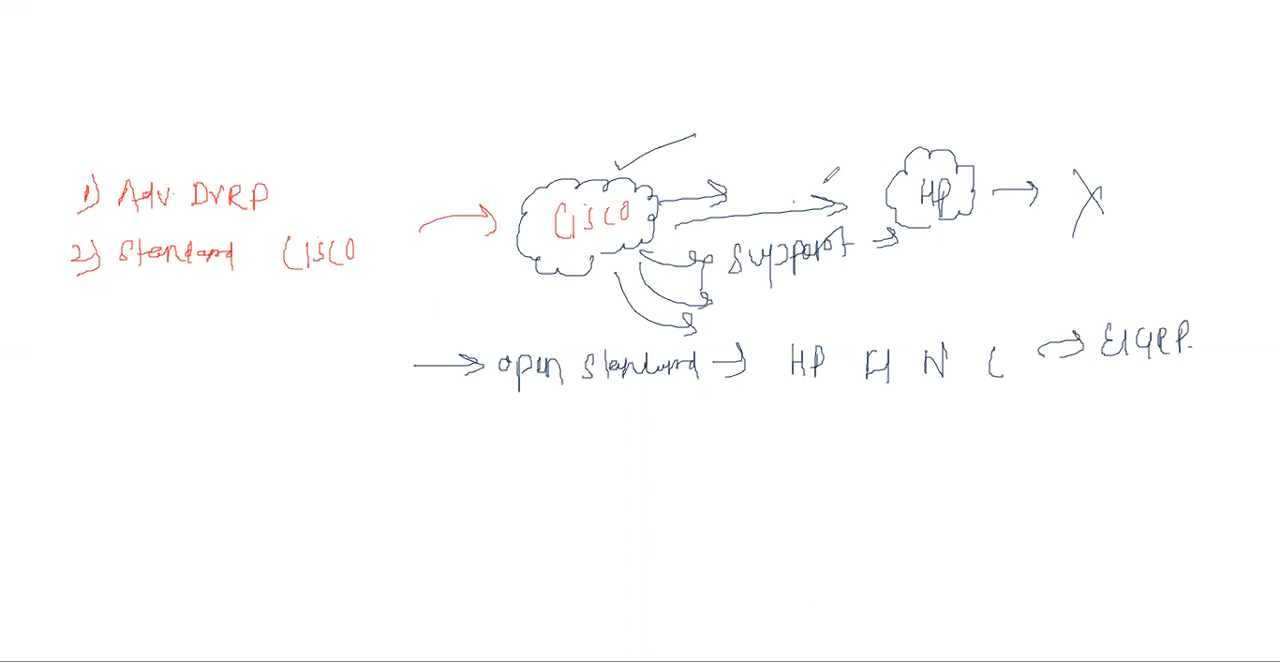 1) Adv. DVRP
2) Standard CISCO
CISCO
HP
Support
open Standard HP H N C EIGRP.